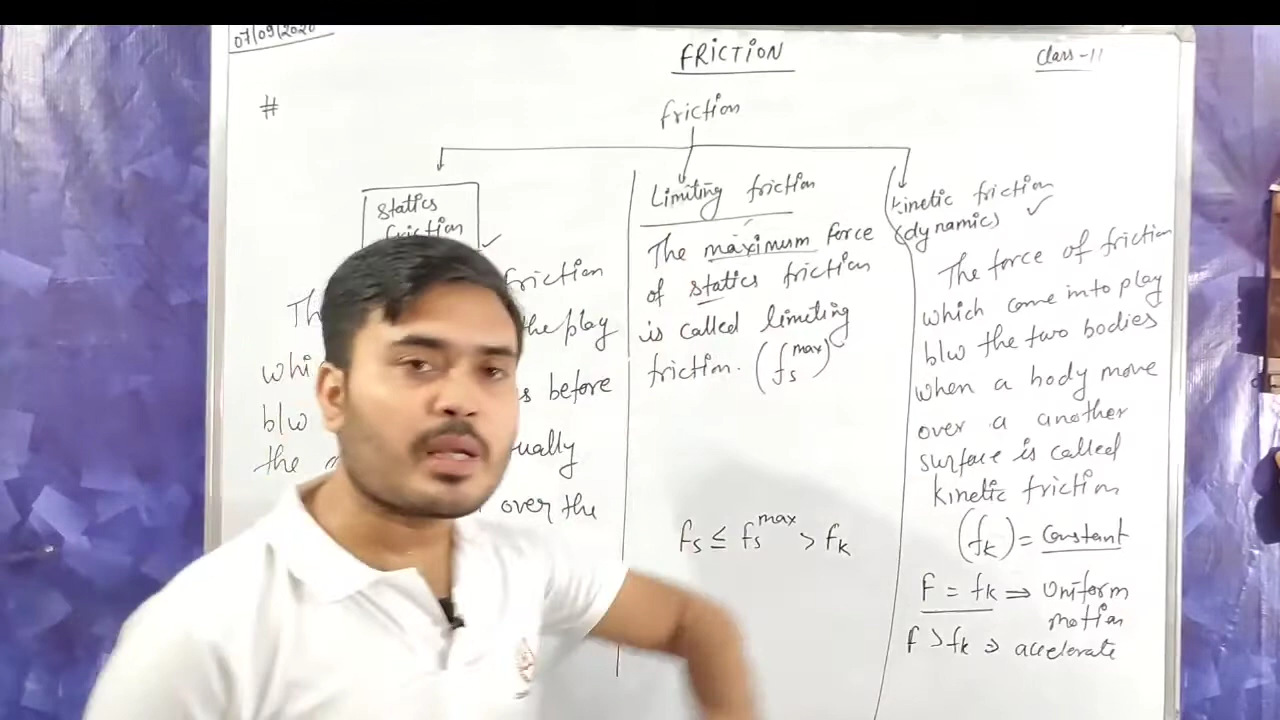 07/09/2020
FRICTION
Class-11
#
friction
Statics
friction
friction
the play
whi
b/w
before
the
ually
over the
Limiting friction
The maximum force
of statics friction
is called limiting
friction. (fs max)
fs ≤ fs max > fk
Kinetic friction
(dynamic)
The force of friction
which come into play
b/w the two bodies
when a body move
over a another
surface is called
Kinetic friction
(fk) = Constant
F = fk ⇒ Uniform
motion
F > fk ⇒ acelerate